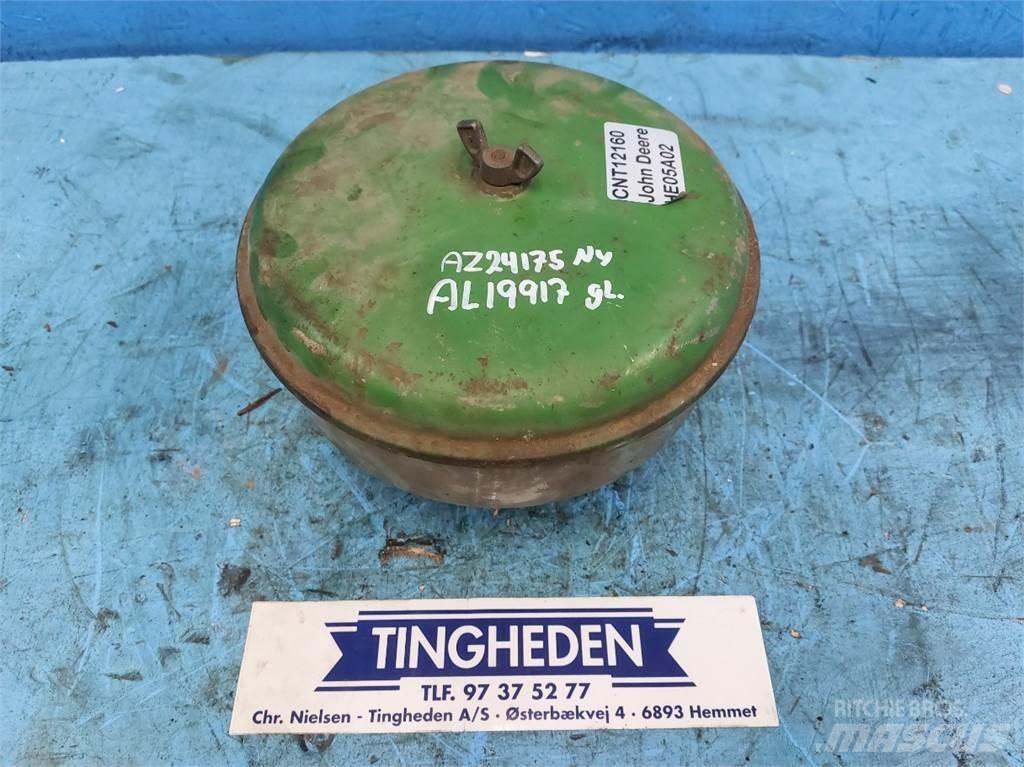 CNT12160
John Deere
HE05A02
AZ24175 Ny
AL19917 gL.
TINGHEDEN
TLF. 97 37 52 77
Chr. Nielsen - Tingheden A/S · Østerbækvej 4 · 6893 Hemmet
RITCHIE BROS.
MASCUS